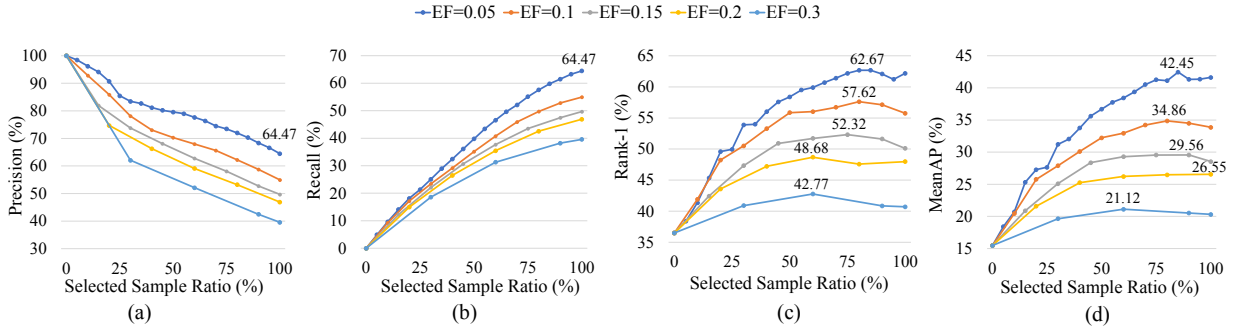 EF=0.05 EF=0.1 EF=0.15 EF=0.2 EF=0.3
Precision (%)
100
90
80
70
60
50
40
30
64.47
0 25 50 75 100
Selected Sample Ratio (%)
(a)
Recall (%)
70
60
50
40
30
20
10
0
64.47
0 25 50 75 100
Selected Sample Ratio (%)
(b)
Rank-1 (%)
65
60
55
50
45
40
35
62.67
57.62
52.32
48.68
42.77
0 25 50 75 100
Selected Sample Ratio (%)
(c)
MeanAP (%)
45
40
35
30
25
20
15
42.45
34.86
29.56
26.55
21.12
0 25 50 75 100
Selected Sample Ratio (%)
(d)